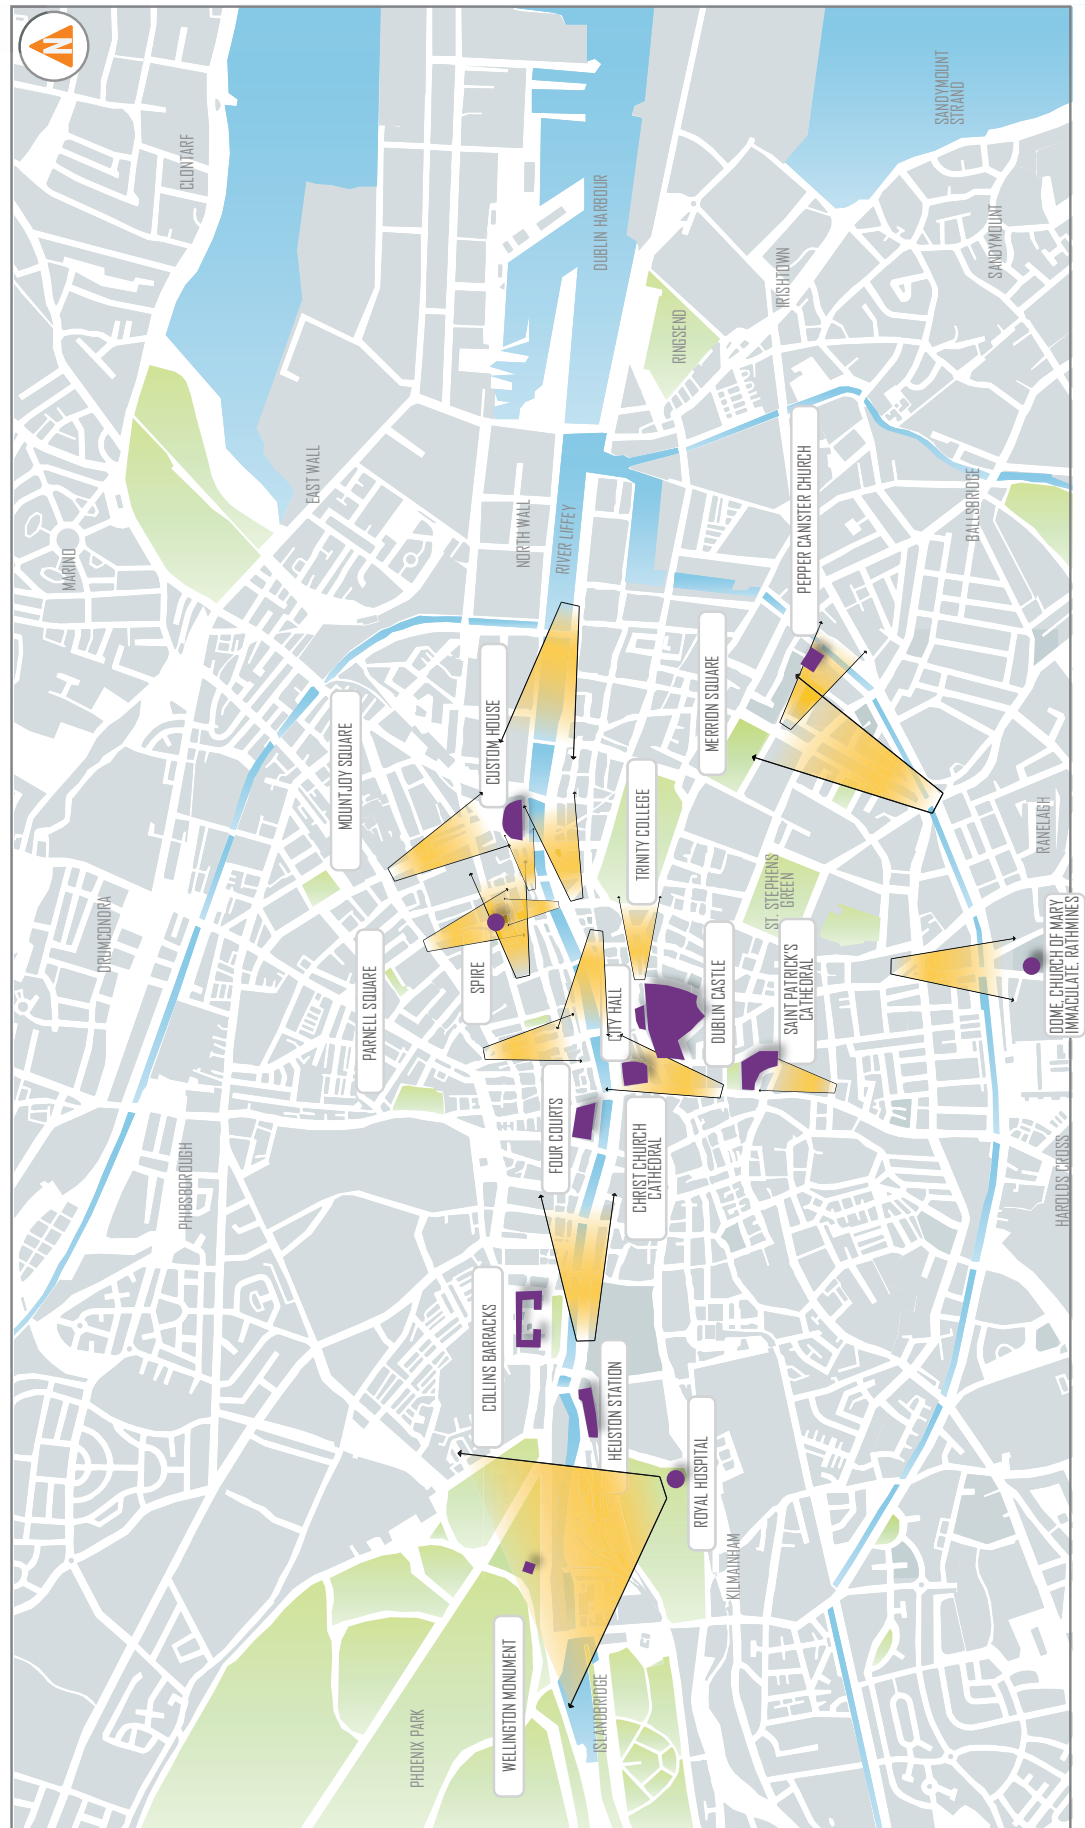 N
CLONTARF
SANDYMOUNT
STRAND
DUBLIN HARBOUR
SANDYMOUNT
IRISHTOWN
RINGSEND
EAST WALL
PEPPER CANISTER CHURCH
BALLSBRIDGE
NORTH WALL
RIVER LIFFEY
MARINO
MERRION SQUARE
CUSTOM HOUSE
MOUNTJOY SQUARE
TRINITY COLLEGE
RANELAGH
ST. STEPHENS
GREEN
DRUMCONDRA
SPIRE
DOME, CHURCH OF MARY
IMMACULATE, RATHMINES
SAINT PATRICK'S
CATHEDRAL
DUBLIN CASTLE
CITY HALL
PARNELL SQUARE
FOUR COURTS
CHRIST CHURCH
CATHEDRAL
HAROLDS CROSS
PHIBSBOROUGH
COLLINS BARRACKS
HEUSTON STATION
ROYAL HOSPITAL
KILMAINHAM
WELLINGTON MONUMENT
ISLANDBRIDGE
PHOENIX PARK